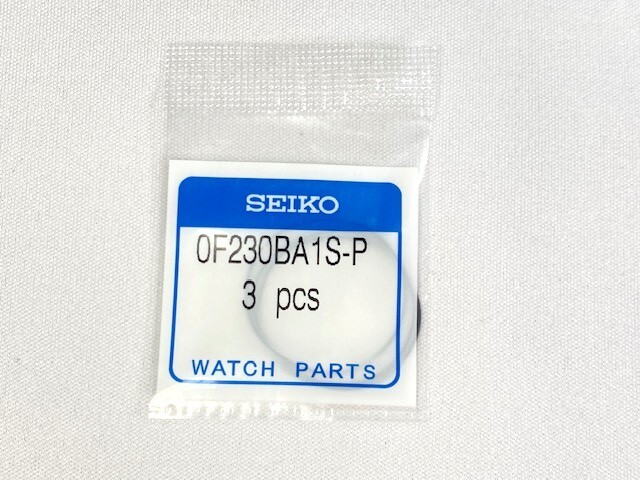 SEIKO
0F230BA1S-P
3 pcs
WATCH PARTS